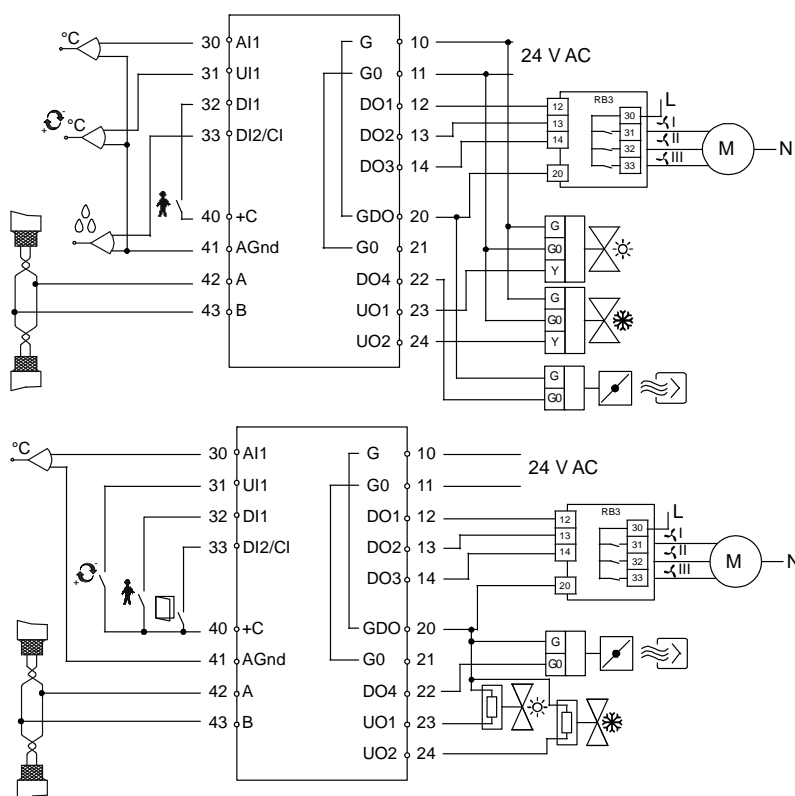 °C 30 AI1 G 10 24 V AC
31 UI1 G0 11
RB3
32 DI1 DO1 12 12 30 L
+ - °C 33 DI2/CI DO2 13 13 31 I
14 32 II M N
DO3 14 33 III
20
40 +C GDO 20
G
41 AGnd G0 21 G0
42 A DO4 22 Y
43 B UO1 23 G
G0
UO2 24 Y
G
G0
°C 30 AI1 G 10
24 V AC
31 UI1 G0 11
RB3
32 DI1 DO1 12 12 30 L
33 DI2/CI DO2 13 13 31 I
14 32 II M N
DO3 14 33 III
+ - 20
40 +C GDO 20
G
41 AGnd G0 21 G0
42 A DO4 22
43 B UO1 23
UO2 24